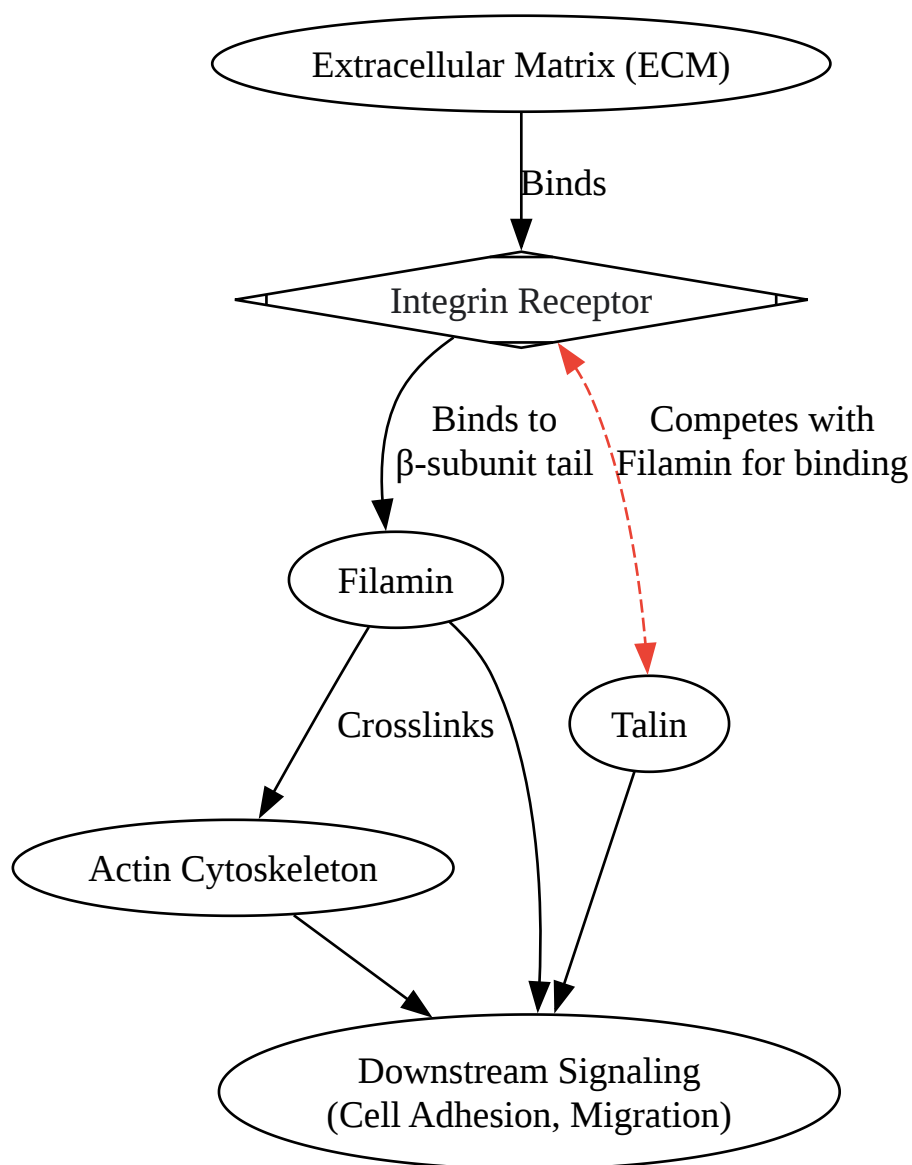 Extracellular Matrix (ECM)
Binds
Integrin Receptor
Binds to
β-subunit tail
Competes with
Filamin for binding
Filamin
Crosslinks
Talin
Actin Cytoskeleton
Downstream Signaling
(Cell Adhesion, Migration)